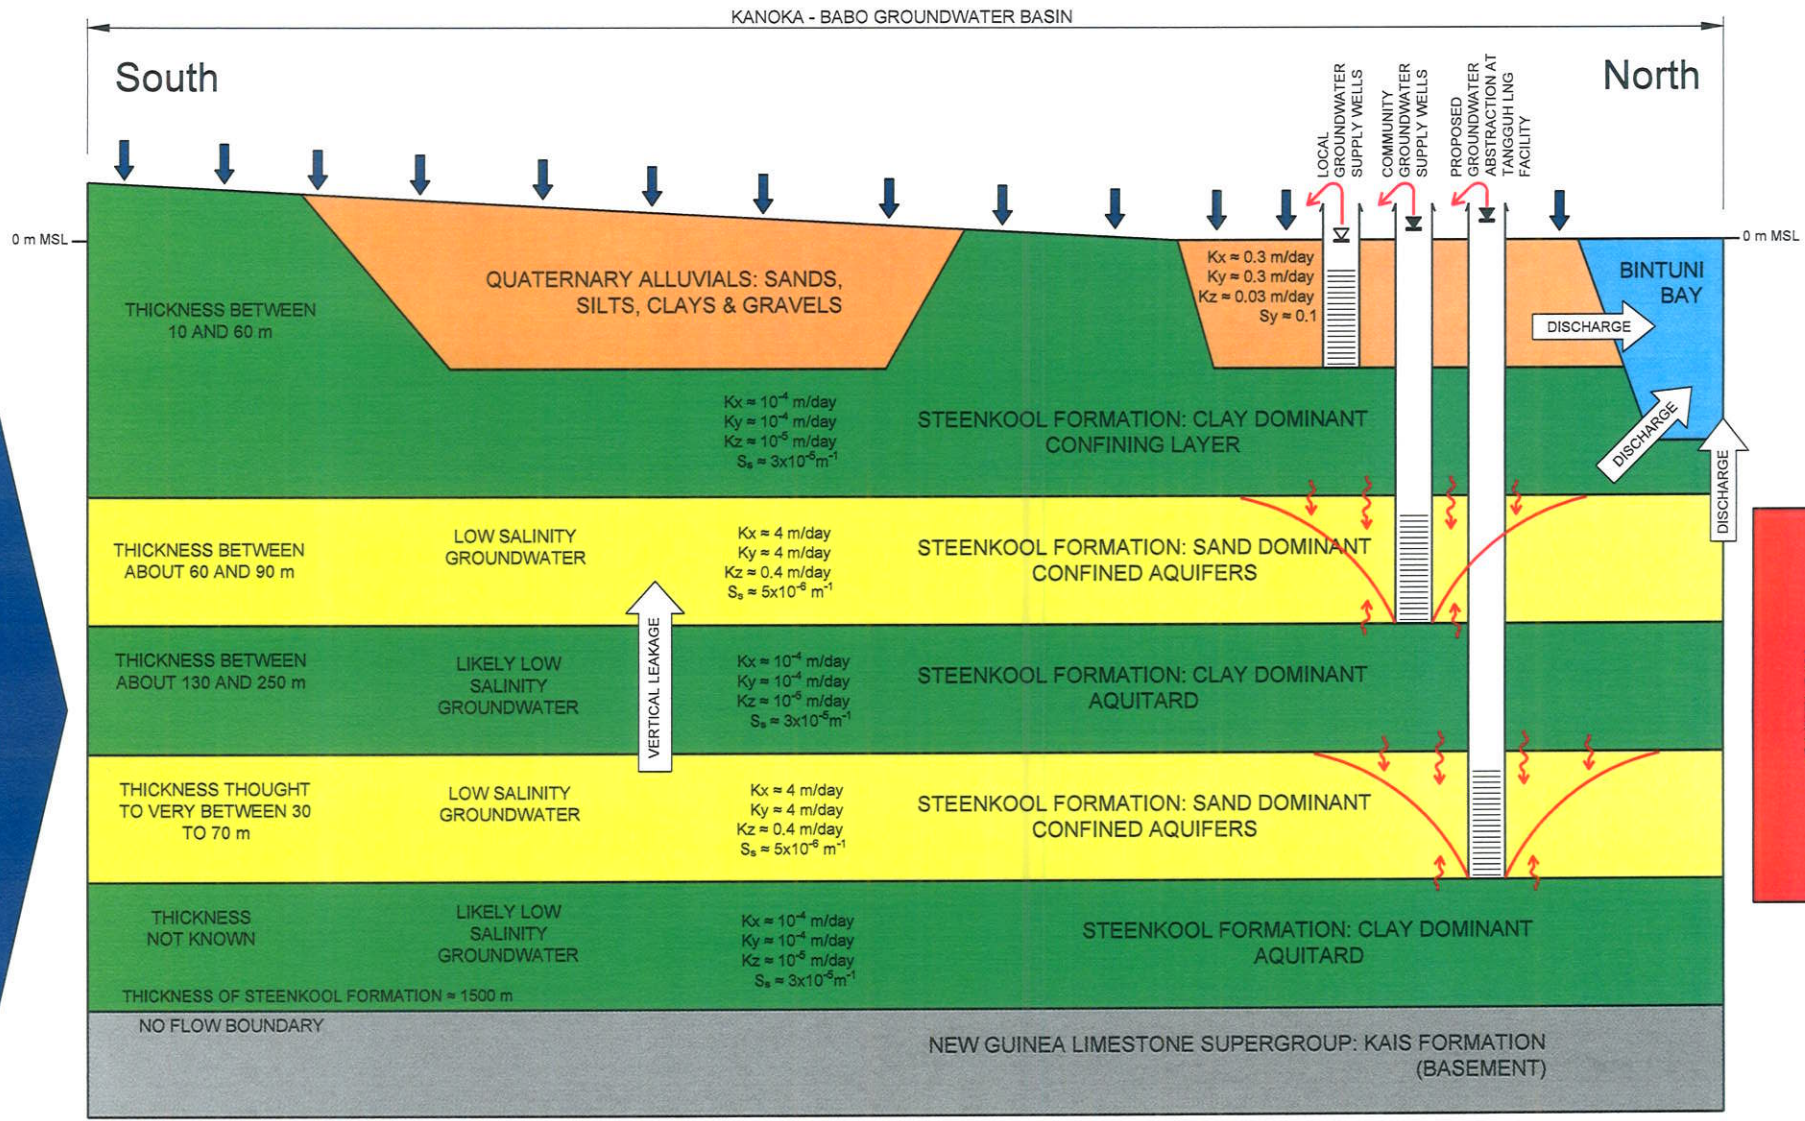 KANOKA - BABO GROUNDWATER BASIN
South
North
LOCAL
GROUNDWATER
SUPPLY WELLS
COMMUNITY
GROUNDWATER
SUPPLY WELLS
PROPOSED
GROUNDWATER
ABSTRACTION AT
TANGGUH LNG
FACILITY
0 m MSL
0 m MSL
QUATERNARY ALLUVIALS: SANDS,
SILTS, CLAYS & GRAVELS
Kx ≈ 0.3 m/day
Ky ≈ 0.3 m/day
Kz ≈ 0.03 m/day
Sy ≈ 0.1
BINTUNI
BAY
DISCHARGE
THICKNESS BETWEEN
10 AND 60 m
Kx ≈ 10⁻⁴ m/day
Ky ≈ 10⁻⁴ m/day
Kz ≈ 10⁻⁵ m/day
Sₛ ≈ 3x10⁻⁵m⁻¹
STEENKOOL FORMATION: CLAY DOMINANT
CONFINING LAYER
DISCHARGE
DISCHARGE
THICKNESS BETWEEN
ABOUT 60 AND 90 m
LOW SALINITY
GROUNDWATER
Kx ≈ 4 m/day
Ky ≈ 4 m/day
Kz ≈ 0.4 m/day
Sₛ ≈ 5x10⁻⁶ m⁻¹
STEENKOOL FORMATION: SAND DOMINANT
CONFINED AQUIFERS
THICKNESS BETWEEN
ABOUT 130 AND 250 m
LIKELY LOW
SALINITY
GROUNDWATER
VERTICAL LEAKAGE
Kx ≈ 10⁻⁴ m/day
Ky ≈ 10⁻⁴ m/day
Kz ≈ 10⁻⁵ m/day
Sₛ ≈ 3x10⁻⁵m⁻¹
STEENKOOL FORMATION: CLAY DOMINANT
AQUITARD
THICKNESS THOUGHT
TO VERY BETWEEN 30
TO 70 m
LOW SALINITY
GROUNDWATER
Kx ≈ 4 m/day
Ky ≈ 4 m/day
Kz ≈ 0.4 m/day
Sₛ ≈ 5x10⁻⁶ m⁻¹
STEENKOOL FORMATION: SAND DOMINANT
CONFINED AQUIFERS
THICKNESS
NOT KNOWN
LIKELY LOW
SALINITY
GROUNDWATER
Kx ≈ 10⁻⁴ m/day
Ky ≈ 10⁻⁴ m/day
Kz ≈ 10⁻⁵ m/day
Sₛ ≈ 3x10⁻⁵m⁻¹
STEENKOOL FORMATION: CLAY DOMINANT
AQUITARD
THICKNESS OF STEENKOOL FORMATION ≈ 1500 m
NO FLOW BOUNDARY
NEW GUINEA LIMESTONE SUPERGROUP: KAIS FORMATION
(BASEMENT)